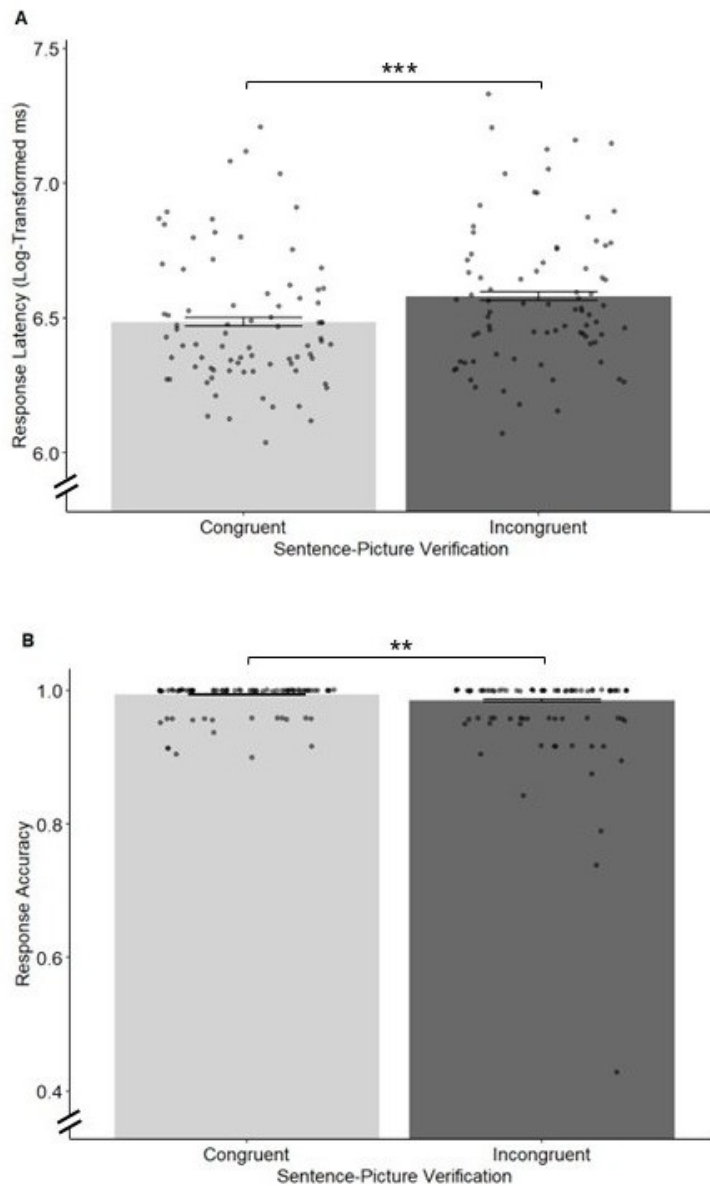 A
7.5
***
7.0
6.5
6.0
Response Latency (Log-Transformed ms)
Congruent Incongruent
Sentence-Picture Verification
B
**
1.0
0.8
0.6
0.4
Response Accuracy
Congruent Incongruent
Sentence-Picture Verification